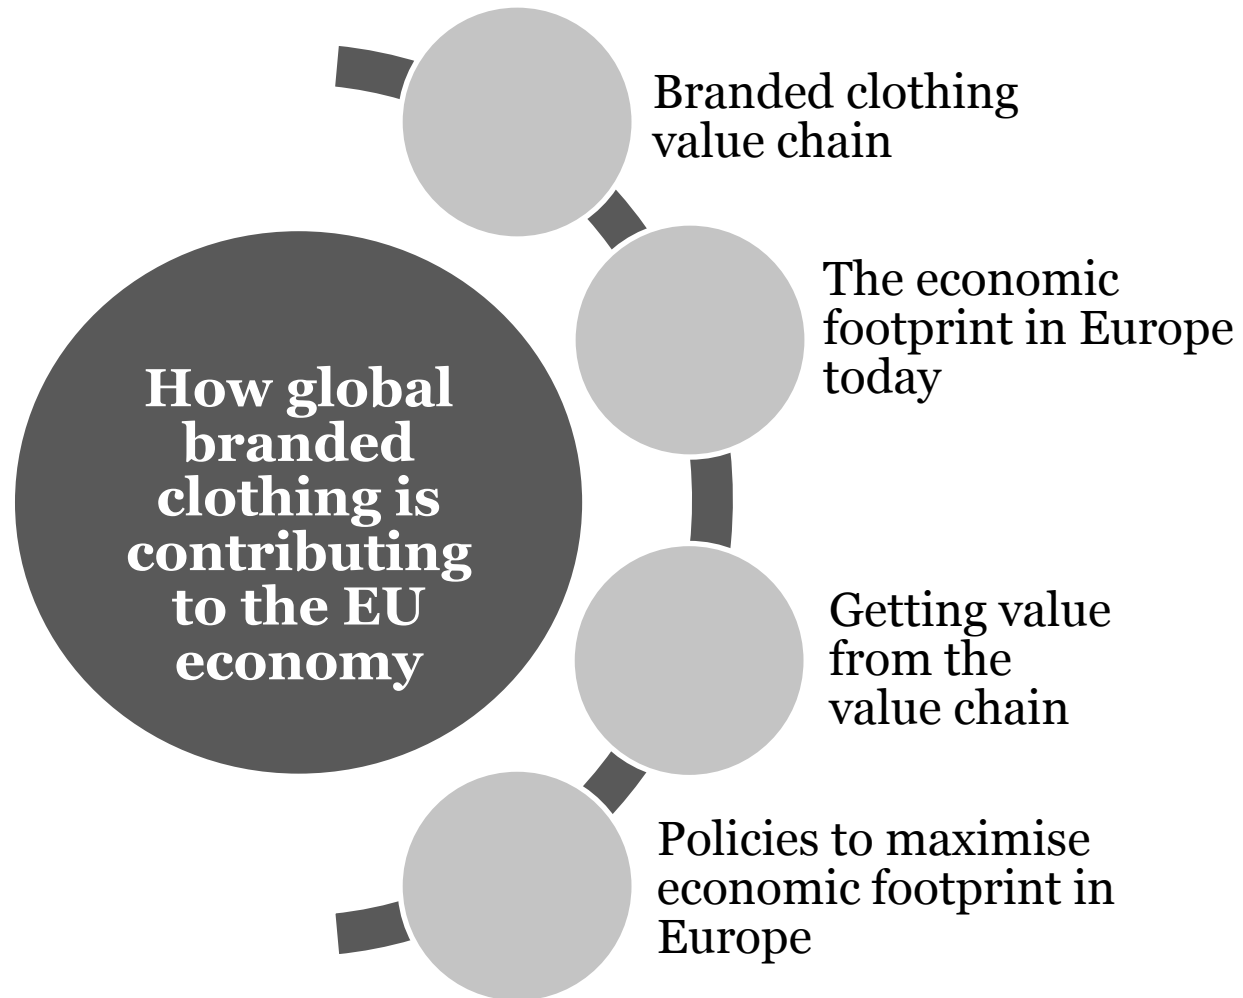 Branded clothing
value chain
The economic
footprint in Europe
today
How global
branded
clothing is
contributing
to the EU
economy
Getting value
from the
value chain
Policies to maximise
economic footprint in
Europe